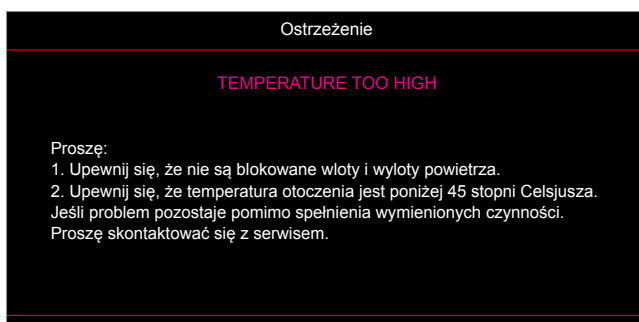 Ostrzeżenie
TEMPERATURE TOO HIGH
Proszę:
1. Upewnij się, że nie są blokowane wloty i wyloty powietrza.
2. Upewnij się, że temperatura otoczenia jest poniżej 45 stopni Celsjusza.
Jeśli problem pozostaje pomimo spełnienia wymienionych czynności.
Proszę skontaktować się z serwisem.